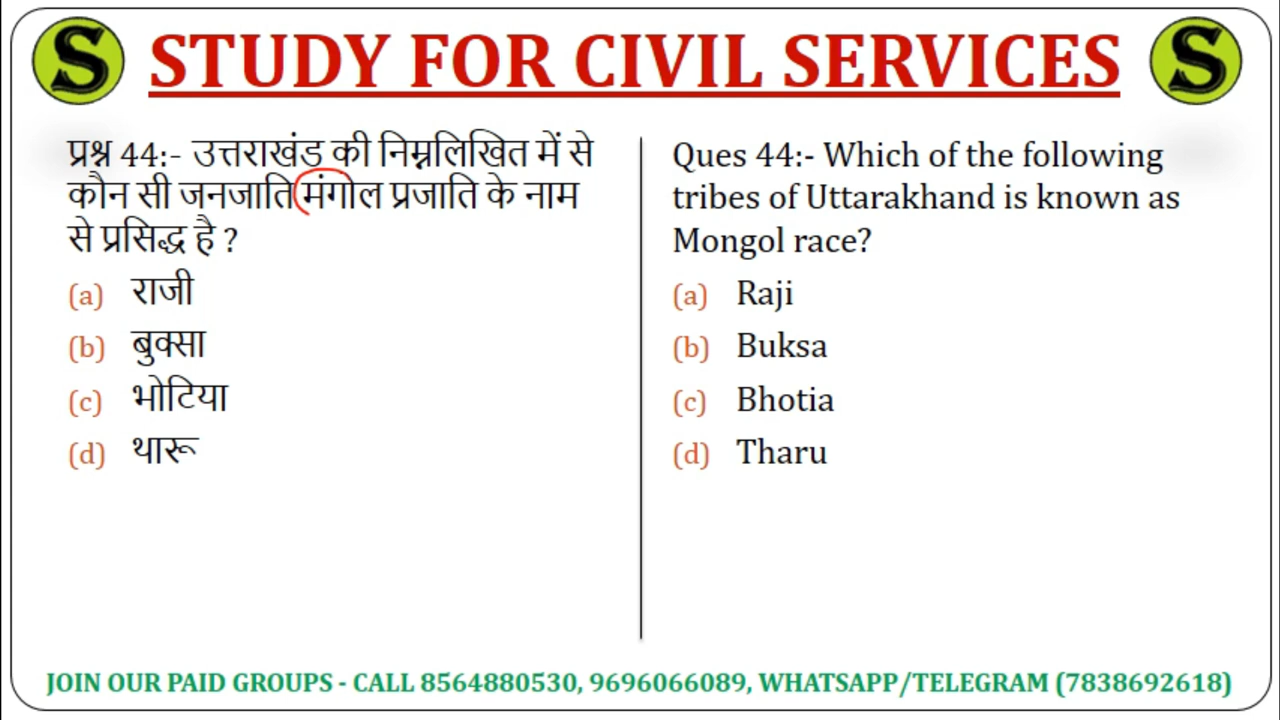 S STUDY FOR CIVIL SERVICES S
प्रश्न 44:- उत्तराखंड की निम्नलिखित में से
कौन सी जनजाति मंगोल प्रजाति के नाम
से प्रसिद्ध है ?
(a) राजी
(b) बुक्सा
(c) भोटिया
(d) थारू
Ques 44:- Which of the following
tribes of Uttarakhand is known as
Mongol race?
(a) Raji
(b) Buksa
(c) Bhotia
(d) Tharu
JOIN OUR PAID GROUPS - CALL 8564880530, 9696066089, WHATSAPP/TELEGRAM (7838692618)